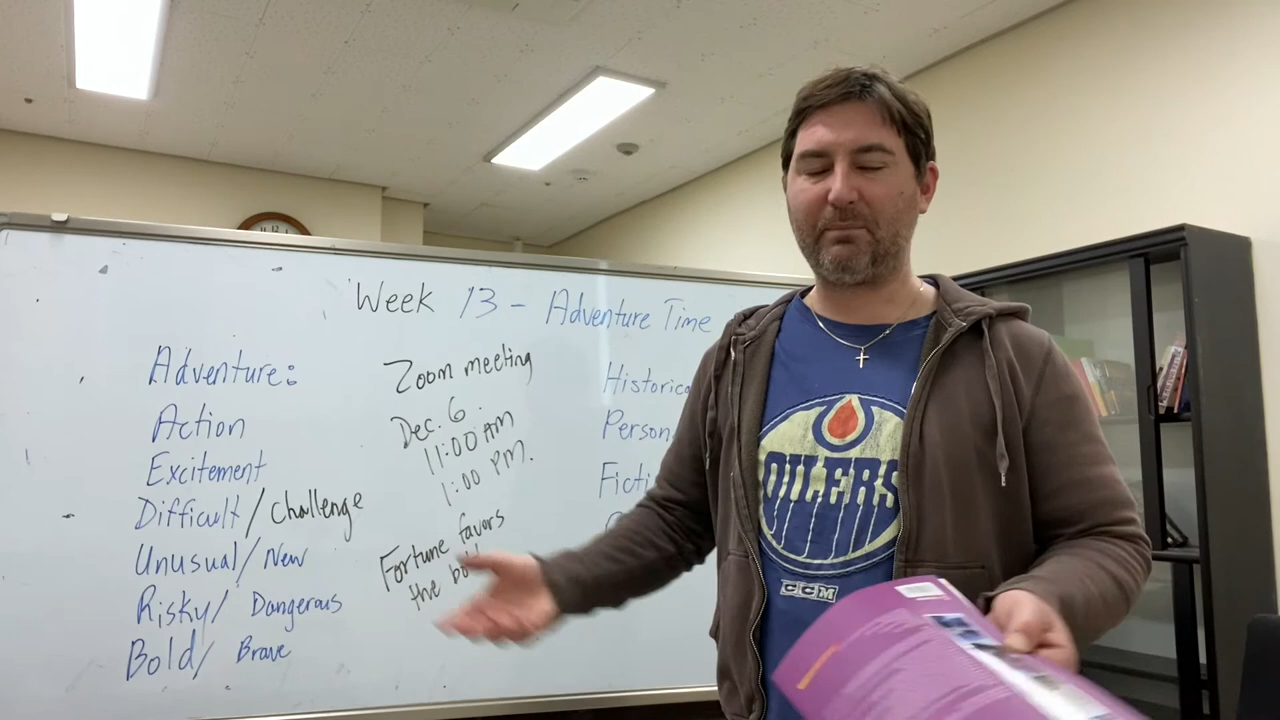 Week 13 - Adventure Time
Adventure:
Action
Excitement
Difficult / Challenge
Unusual / New
Risky / Dangerous
Bold / Brave
Zoom meeting
Dec. 6
11:00 AM
1:00 PM.
Fortune favors
the
OILERS
CCM